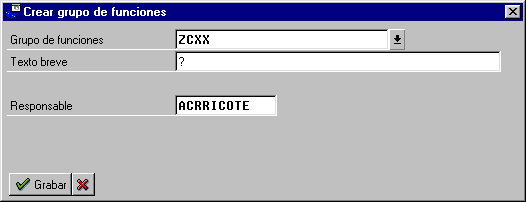 Crear grupo de funciones
Grupo de funciones ZCXX
Texto breve ?
Responsable ACRRICOTE
Grabar